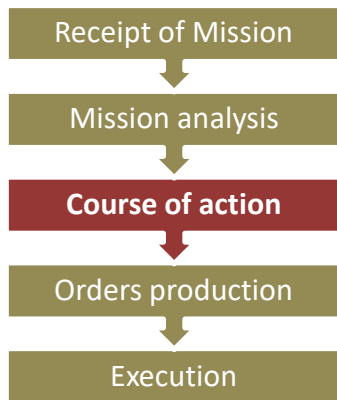 Receipt of Mission
Mission analysis
Course of action
Orders production
Execution